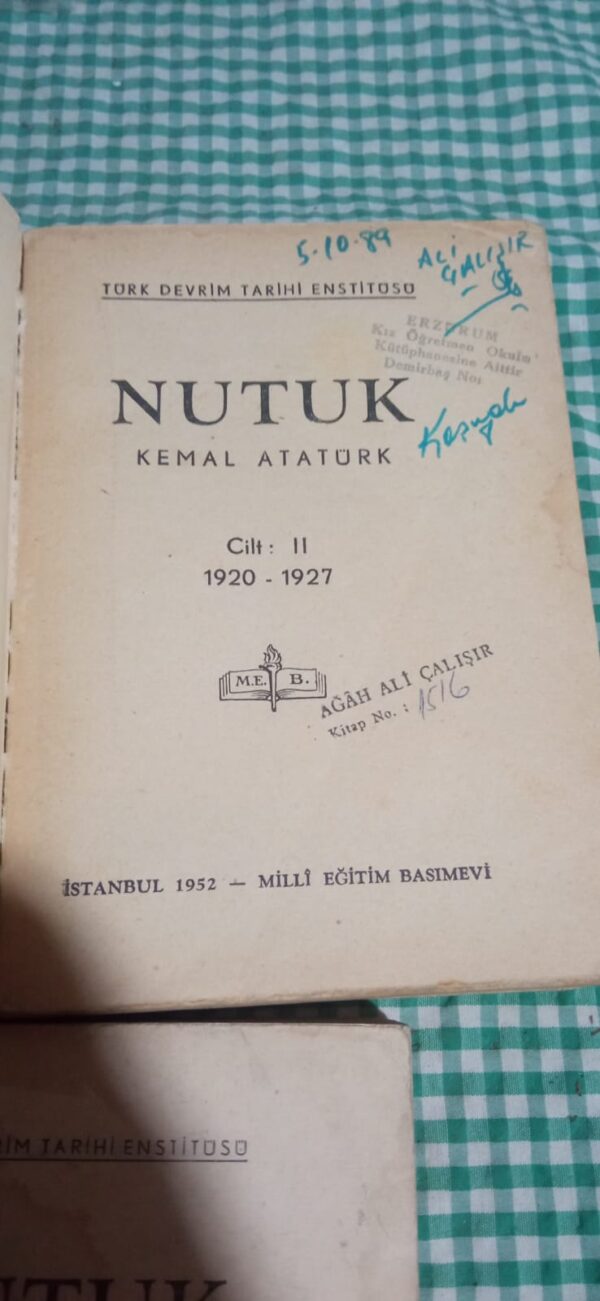 5-10-89
ALİ
ÇALIŞIR
TÜRK DEVRİM TARİHİ ENSTİTÜSÜ
ERZURUM
Kız Öğretmen Okulu
Kütüphanesine Aittir
Demirbaş No:
NUTUK
KEMAL ATATÜRK
Cilt: II
1920 - 1927
M.E. B.
AĞÂH ALİ ÇALIŞIR
Kitap No. : 1516
İSTANBUL 1952 — MİLLÎ EĞİTİM BASIMEVİ
RİM TARİHİ ENSTİTÜSÜ
UTUK